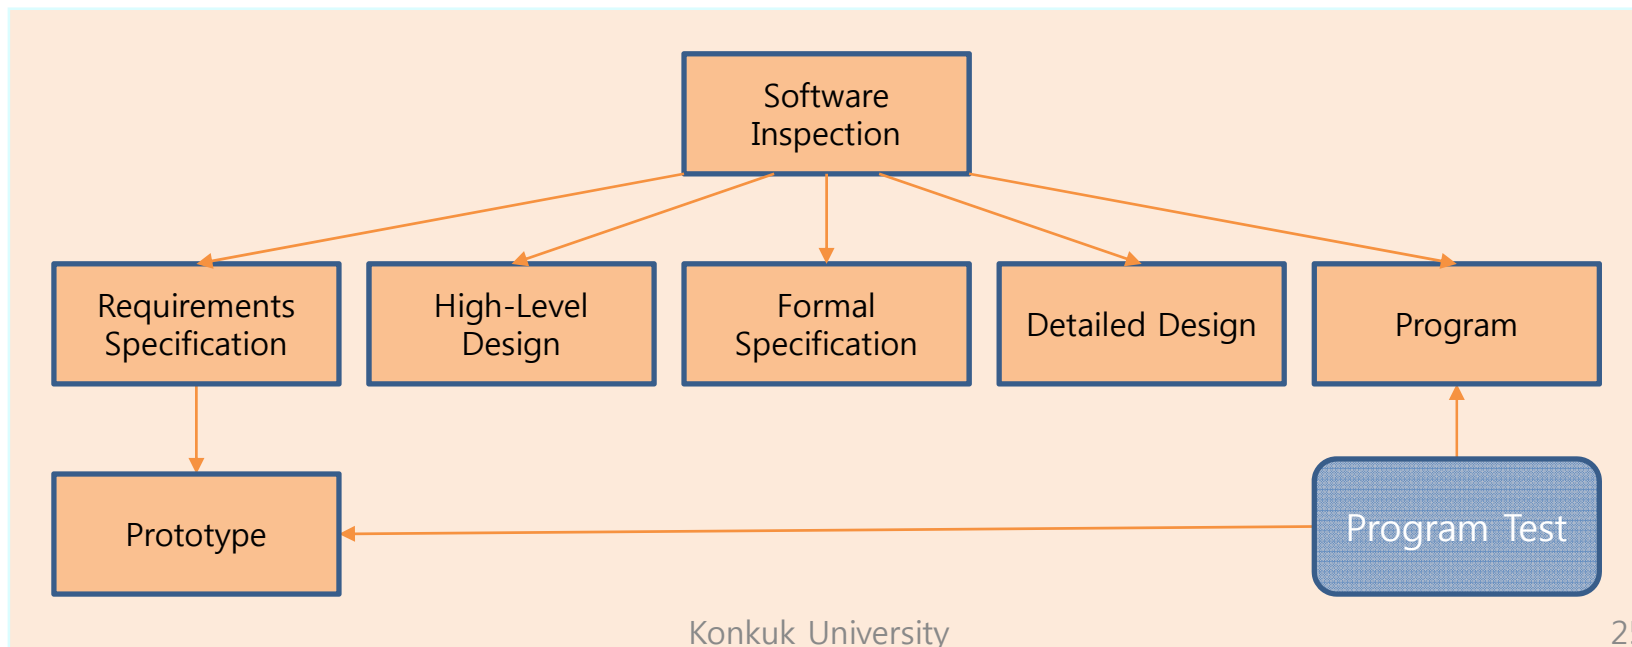 Software
Inspection
Requirements
Specification
High-Level
Design
Formal
Specification
Detailed Design
Program
Prototype
Program Test
Konkuk University